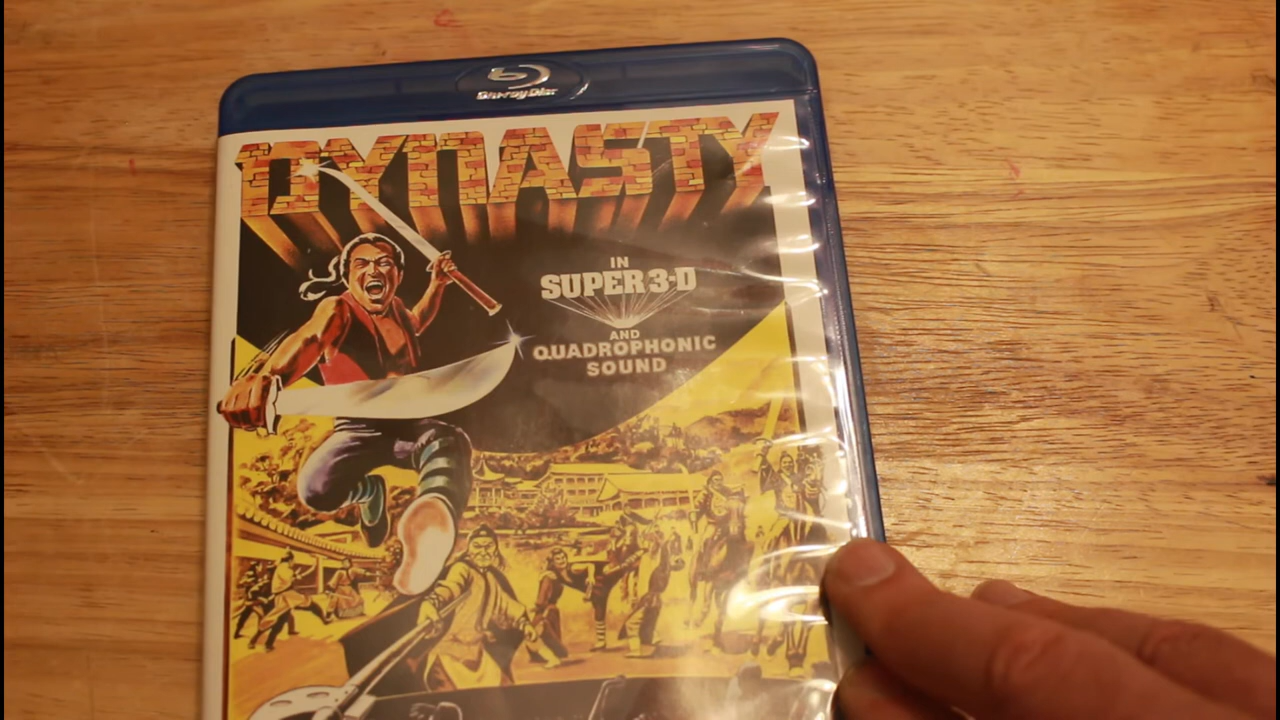 Blu-ray Disc
DYNASTY
IN
SUPER 3-D
AND
QUADROPHONIC
SOUND